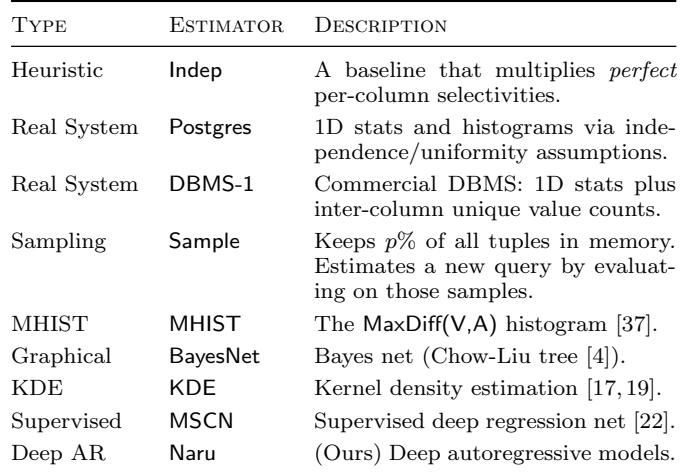 TYPE ESTIMATOR DESCRIPTION
Heuristic Indep A baseline that multiplies perfect
per-column selectivities.
Real System Postgres 1D stats and histograms via inde-
pendence/uniformity assumptions.
Real System DBMS-1 Commercial DBMS: 1D stats plus
inter-column unique value counts.
Sampling Sample Keeps p% of all tuples in memory.
Estimates a new query by evaluat-
ing on those samples.
MHIST MHIST The MaxDiff(V,A) histogram [37].
Graphical BayesNet Bayes net (Chow-Liu tree [4]).
KDE KDE Kernel density estimation [17, 19].
Supervised MSCN Supervised deep regression net [22].
Deep AR Naru (Ours) Deep autoregressive models.